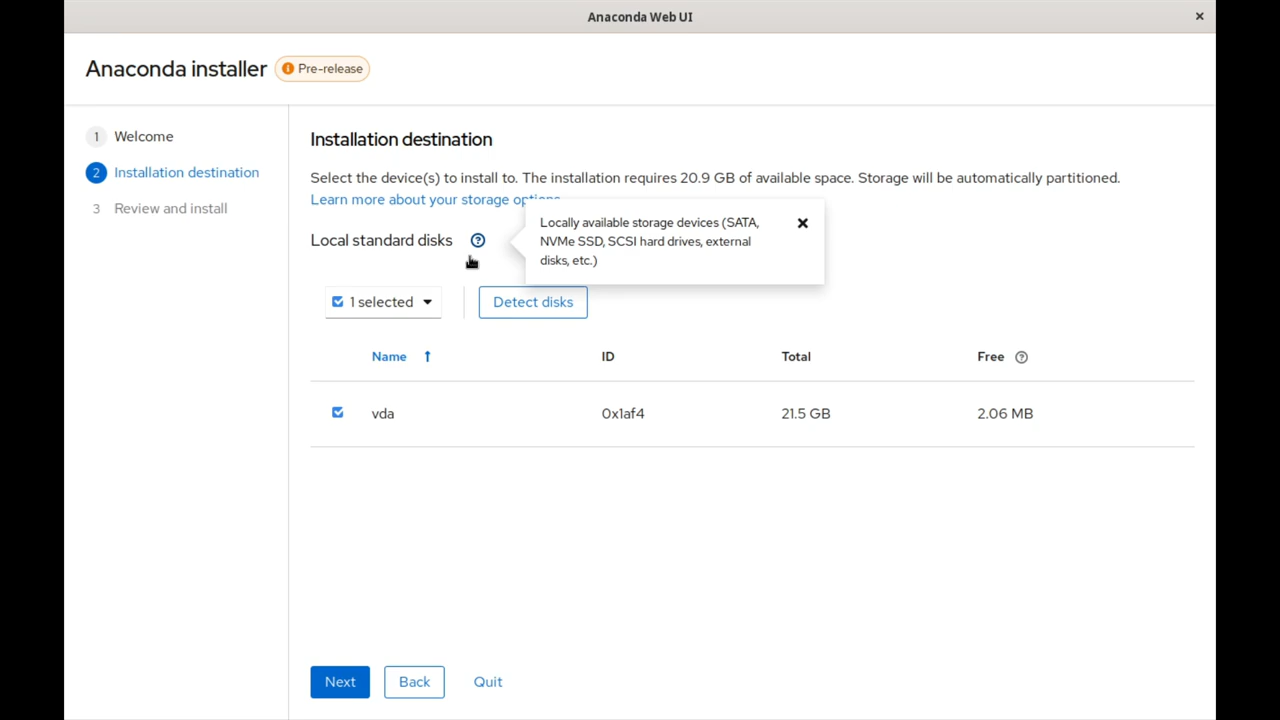 Anaconda Web UI
Anaconda installer
Pre-release
1 Welcome
2 Installation destination
3 Review and install
Installation destination
Select the device(s) to install to. The installation requires 20.9 GB of available space. Storage will be automatically partitioned.
Learn more about your storage options.
Local standard disks
Locally available storage devices (SATA,
NVMe SSD, SCSI hard drives, external
disks, etc.)
1 selected
Detect disks
Name ID Total Free
vda 0x1af4 21.5 GB 2.06 MB
Next Back Quit